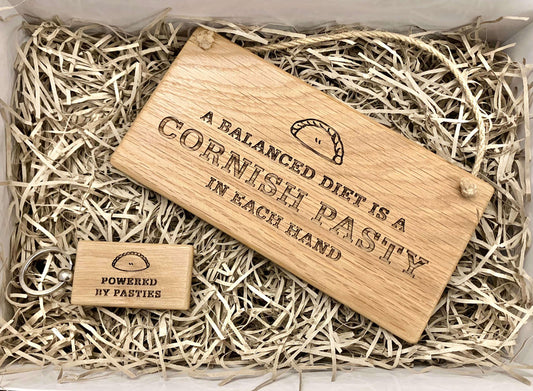 A BALANCED DIET IS A
CORNISH PASTY
IN EACH HAND
POWERED
BY PASTIES